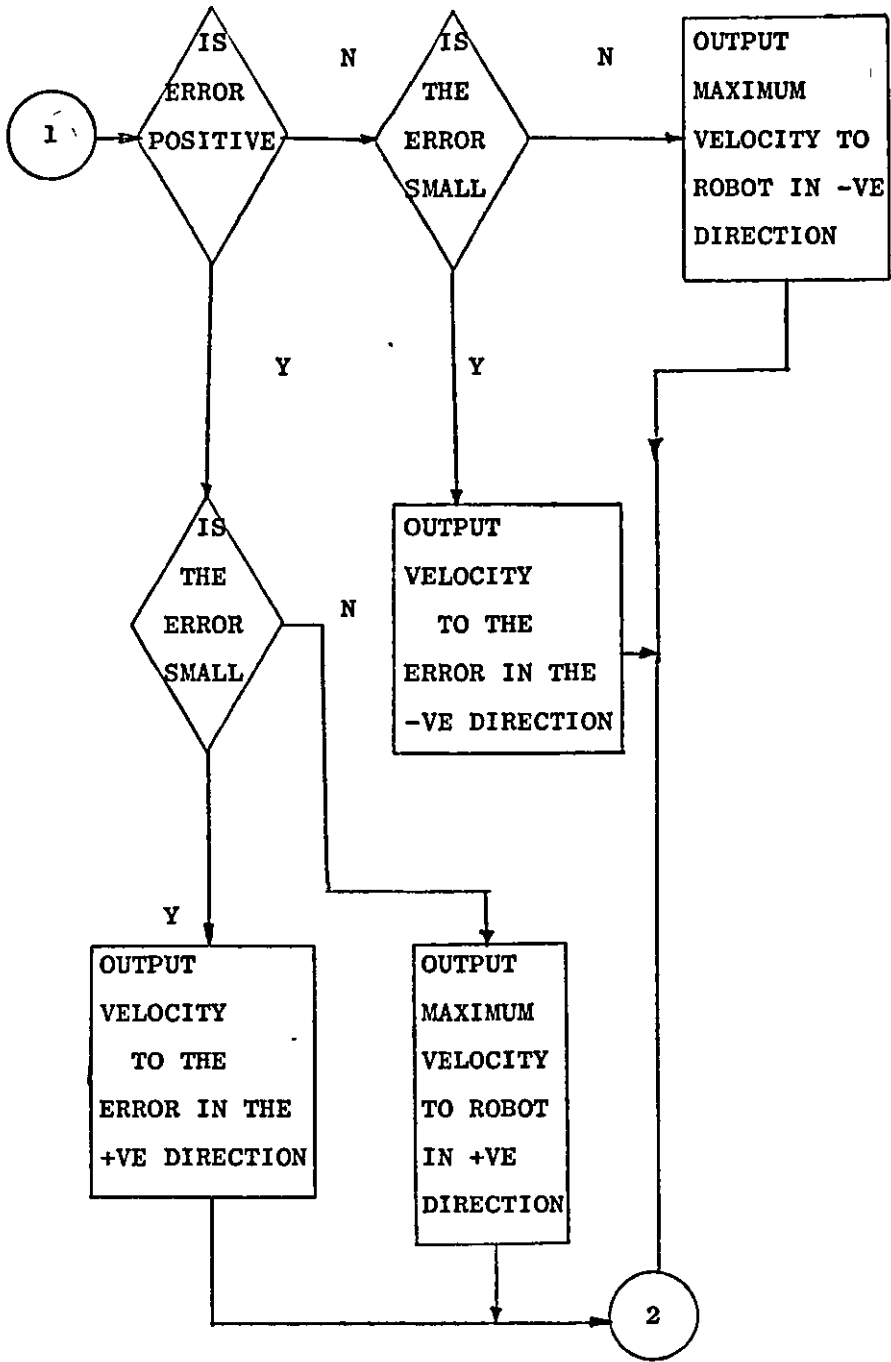 1
IS
ERROR
POSITIVE
N
IS
THE
ERROR
SMALL
N
OUTPUT
MAXIMUM
VELOCITY TO
ROBOT IN -VE
DIRECTION
Y
Y
IS
THE
ERROR
SMALL
N
OUTPUT
VELOCITY
TO THE
ERROR IN THE
-VE DIRECTION
Y
OUTPUT
VELOCITY
TO THE
ERROR IN THE
+VE DIRECTION
OUTPUT
MAXIMUM
VELOCITY
TO ROBOT
IN +VE
DIRECTION
2